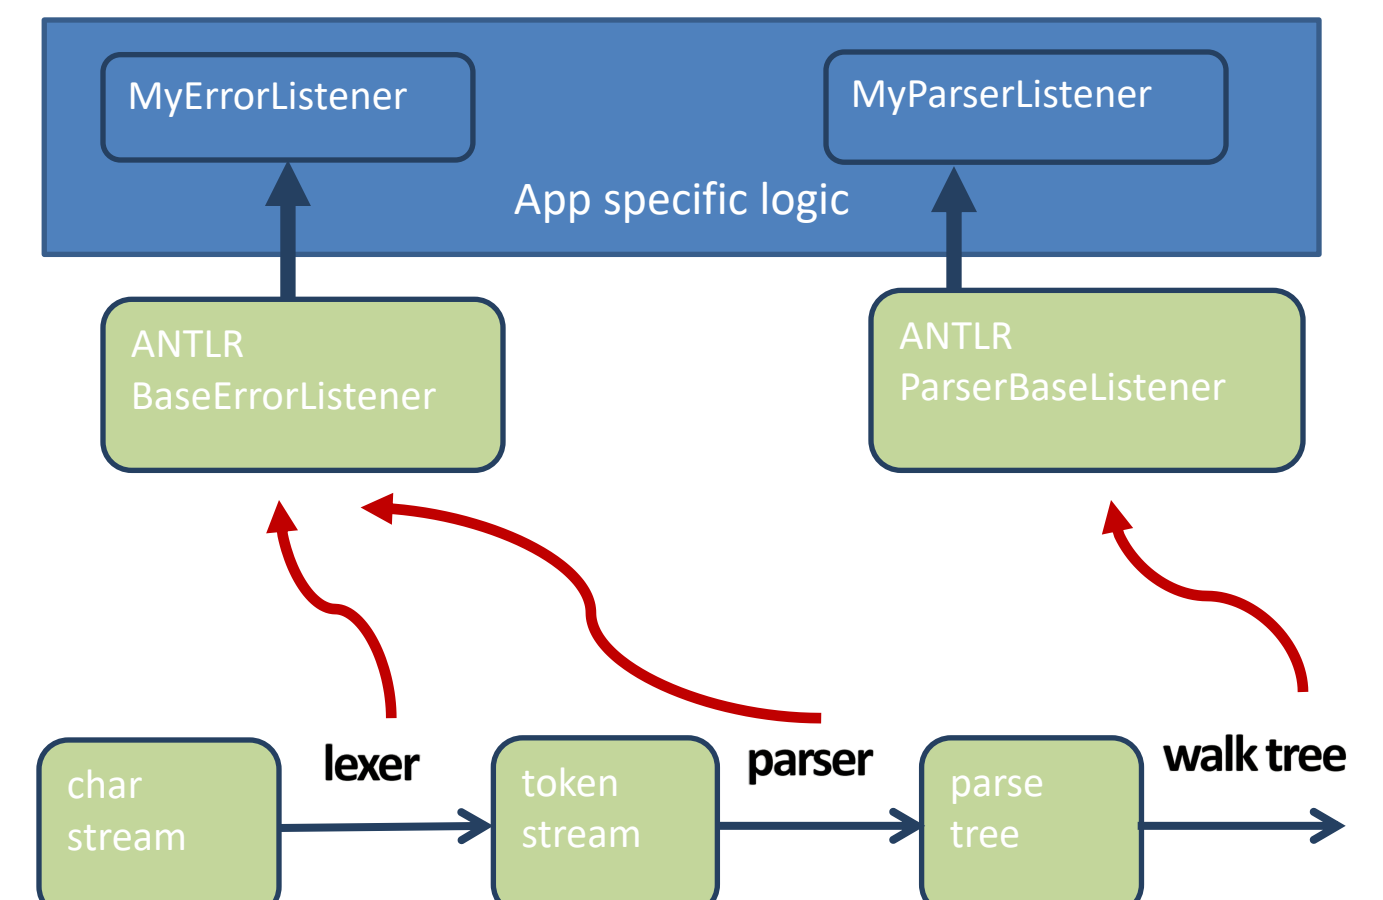 MyErrorListener
MyParserListener
App specific logic
ANTLR
BaseErrorListener
ANTLR
ParserBaseListener
lexer
parser
walk tree
char
stream
token
stream
parse
tree